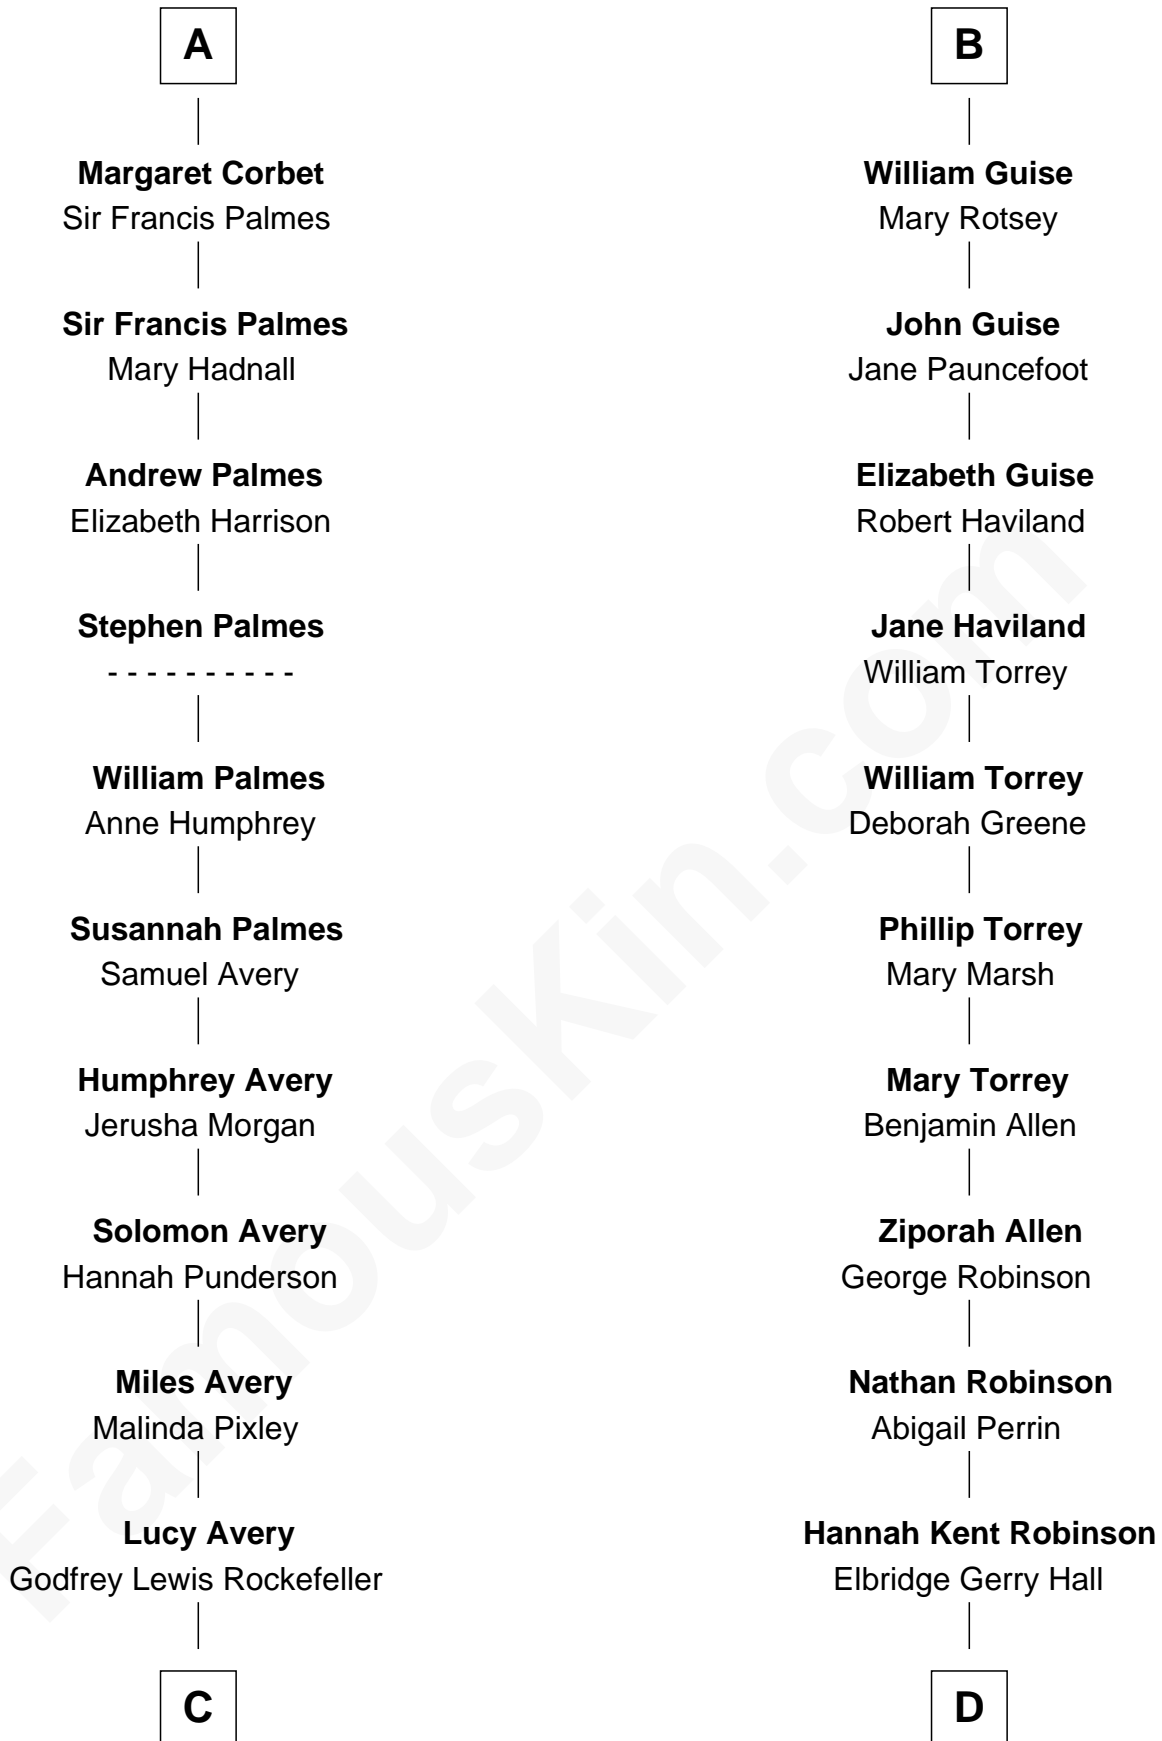 A
Margaret Corbet
Sir Francis Palmes
Sir Francis Palmes
Mary Hadnall
Andrew Palmes
Elizabeth Harrison
Stephen Palmes
- - - - - - - - - -
William Palmes
Anne Humphrey
Susannah Palmes
Samuel Avery
Humphrey Avery
Jerusha Morgan
Solomon Avery
Hannah Punderson
Miles Avery
Malinda Pixley
Lucy Avery
Godfrey Lewis Rockefeller
C
B
William Guise
Mary Rotsey
John Guise
Jane Pauncefoot
Elizabeth Guise
Robert Haviland
Jane Haviland
William Torrey
William Torrey
Deborah Greene
Phillip Torrey
Mary Marsh
Mary Torrey
Benjamin Allen
Ziporah Allen
George Robinson
Nathan Robinson
Abigail Perrin
Hannah Kent Robinson
Elbridge Gerry Hall
D
FamousKin.com